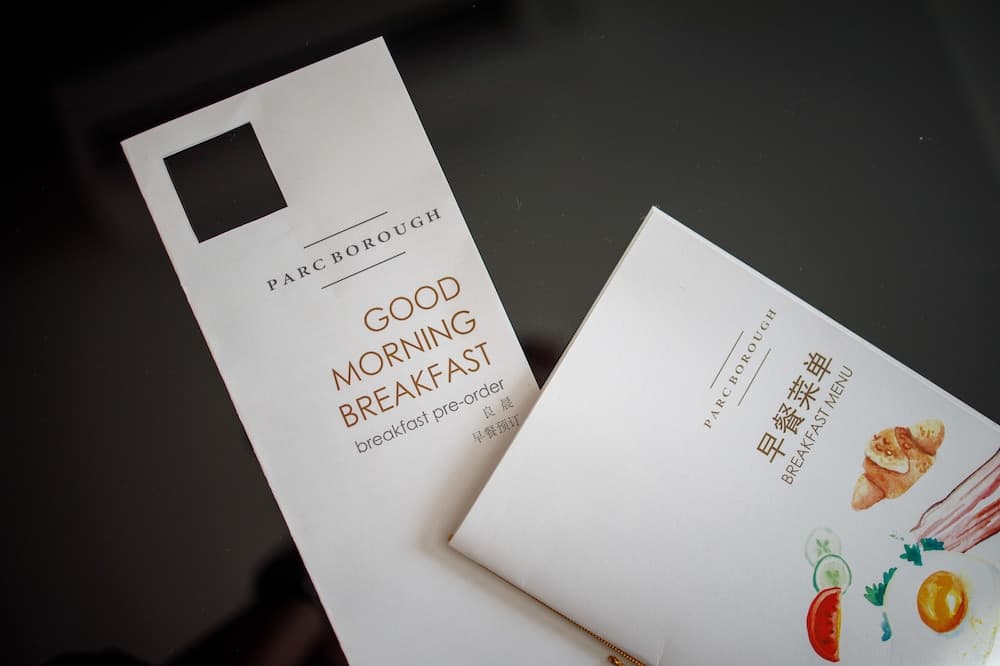 PARC BOROUGH
GOOD
MORNING
BREAKFAST
breakfast pre-order
良 晨
早餐预订
PARC BOROUGH
早餐菜单
BREAKFAST MENU